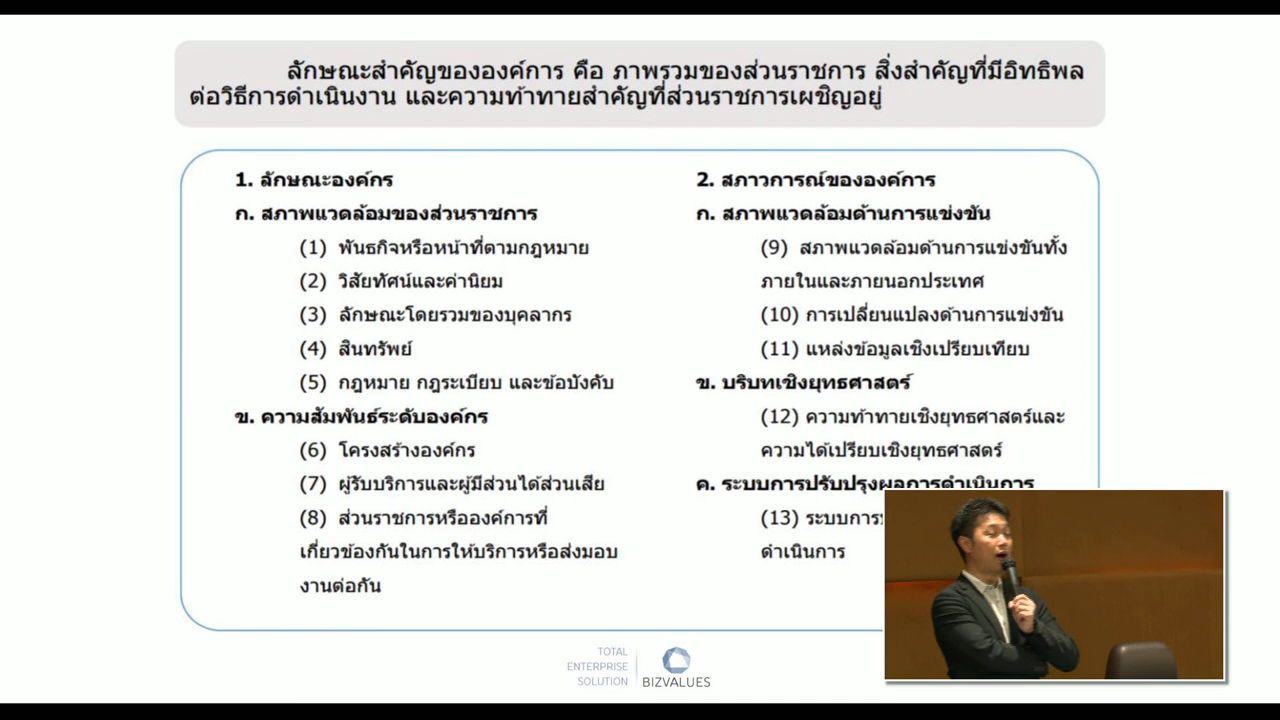 ลักษณะสำคัญขององค์การ คือ ภาพรวมของส่วนราชการ สิ่งสำคัญที่มีอิทธิพล
ต่อวิธีการดำเนินงาน และความท้าทายสำคัญที่ส่วนราชการเผชิญอยู่
1. ลักษณะองค์กร
ก. สภาพแวดล้อมของส่วนราชการ
(1) พันธกิจหรือหน้าที่ตามกฎหมาย
(2) วิสัยทัศน์และค่านิยม
(3) ลักษณะโดยรวมของบุคลากร
(4) สินทรัพย์
(5) กฎหมาย กฎระเบียบ และข้อบังคับ
ข. ความสัมพันธ์ระดับองค์กร
(6) โครงสร้างองค์กร
(7) ผู้รับบริการและผู้มีส่วนได้ส่วนเสีย
(8) ส่วนราชการหรือองค์การที่
เกี่ยวข้องกันในการให้บริการหรือส่งมอบ
งานต่อกัน
2. สภาวการณ์ขององค์การ
ก. สภาพแวดล้อมด้านการแข่งขัน
(9) สภาพแวดล้อมด้านการแข่งขันทั้ง
ภายในและภายนอกประเทศ
(10) การเปลี่ยนแปลงด้านการแข่งขัน
(11) แหล่งข้อมูลเชิงเปรียบเทียบ
ข. บริบทเชิงยุทธศาสตร์
(12) ความท้าทายเชิงยุทธศาสตร์และ
ความได้เปรียบเชิงยุทธศาสตร์
ค. ระบบการปรับปรุงผลการดำเนินการ
(13) ระบบการ
ดำเนินการ
TOTAL
ENTERPRISE
SOLUTION
BIZVALUES